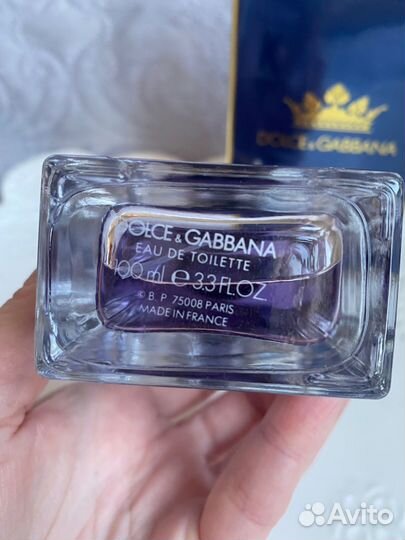 DOLCE & GABBANA
DOLCE & GABBANA
EAU DE TOILETTE
100 ml ℮ 3.3 FL.OZ
® B. P 75008 PARIS
MADE IN FRANCE
Avito